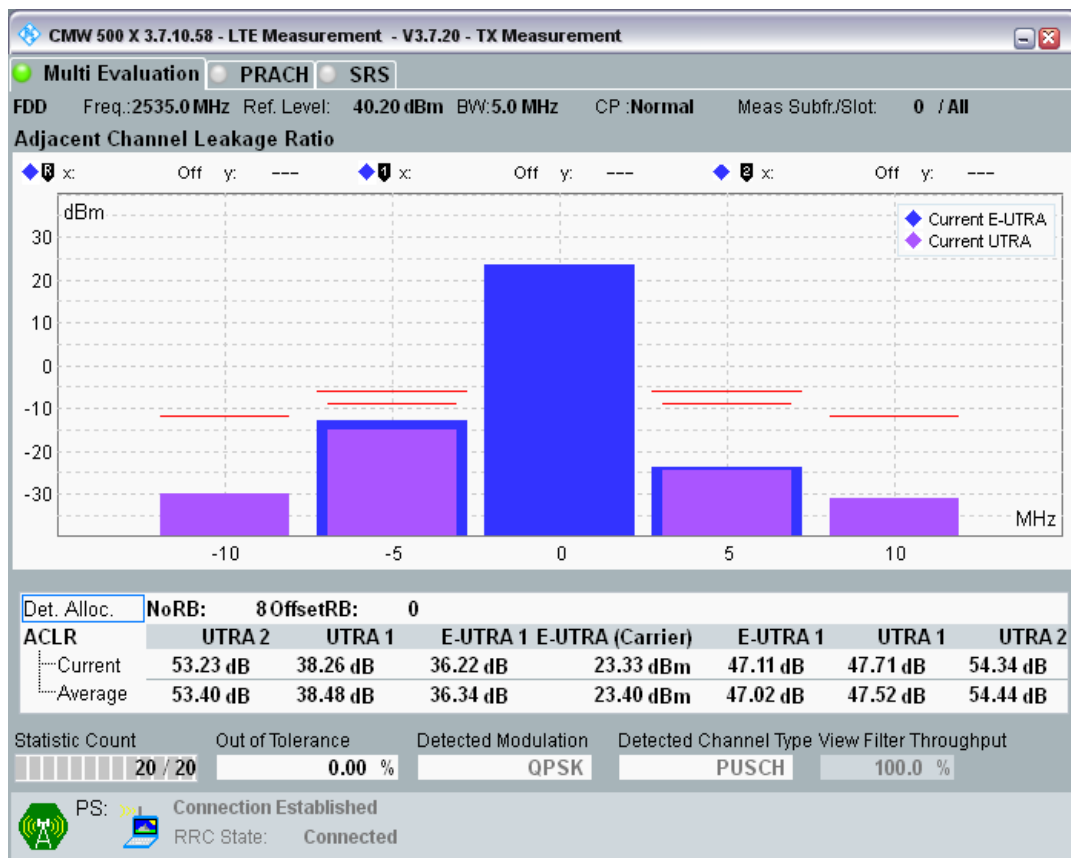 CMW 500 X 3.7.10.58 - LTE Measurement - V3.7.20 - TX Measurement
Multi Evaluation PRACH SRS
FDD Freq.:2535.0 MHz Ref. Level: 40.20 dBm BW:5.0 MHz CP :Normal Meas Subfr./Slot: 0 / All
Adjacent Channel Leakage Ratio
R x: Off y: --- 1 x: Off y: --- 2 x: Off y: ---
dBm
Current E-UTRA
Current UTRA
30
20
10
0
-10
-20
-30
MHz
-10 -5 0 5 10
Det. Alloc. NoRB: 8 OffsetRB: 0
ACLR UTRA 2 UTRA 1 E-UTRA 1 E-UTRA (Carrier) E-UTRA 1 UTRA 1 UTRA 2
Current 53.23 dB 38.26 dB 36.22 dB 23.33 dBm 47.11 dB 47.71 dB 54.34 dB
Average 53.40 dB 38.48 dB 36.34 dB 23.40 dBm 47.02 dB 47.52 dB 54.44 dB
Statistic Count Out of Tolerance Detected Modulation Detected Channel Type View Filter Throughput
20 / 20 0.00 % QPSK PUSCH 100.0 %
PS: Connection Established
RRC State: Connected